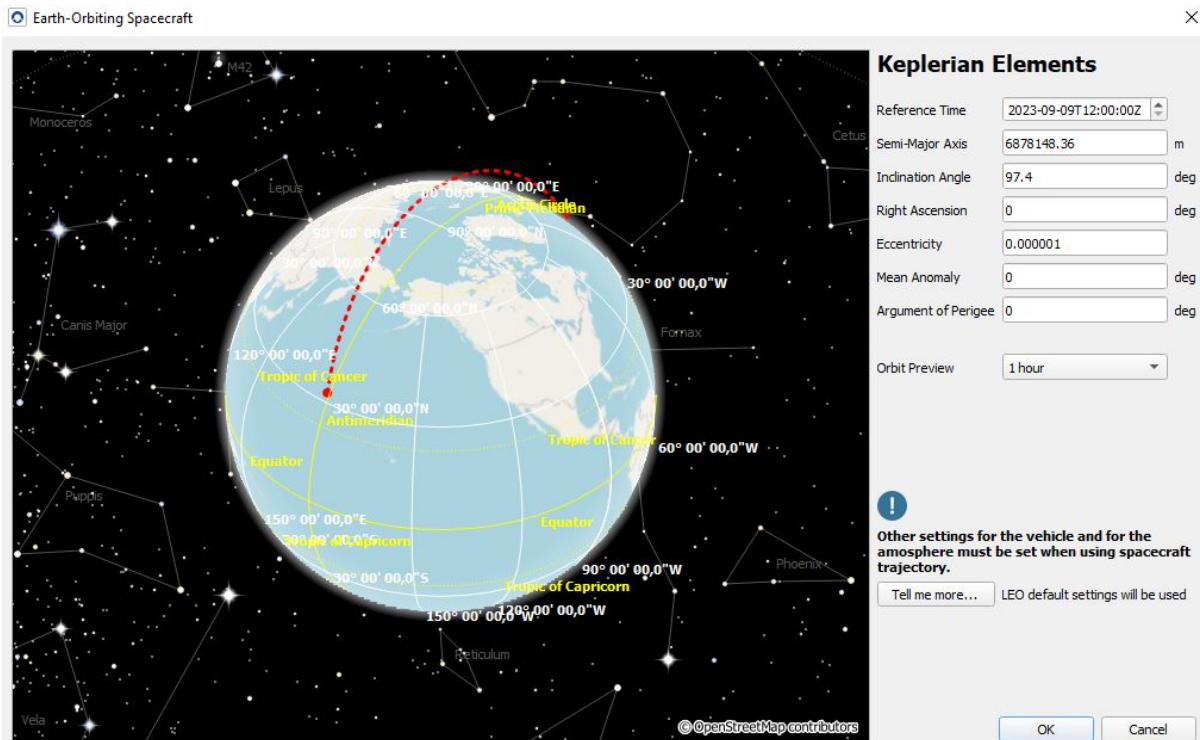 Earth-Orbiting Spacecraft
M42
Monoceros
Cetus
Lepus
Canis Major
Fornax
Puppis
Phoenix
Reticulum
Vela
30° 00' 00,0"E
Prime Meridian
90° 00' 00,0"N
30° 00' 00,0"W
60° 00' 00,0"N
120° 00' 00,0"E
Tropic of Cancer
30° 00' 00,0"N
Antimeridian
Tropic of Cancer
60° 00' 00,0"W
Equator
150° 00' 00,0"E
Equator
Tropic of Capricorn
30° 00' 00,0"S
90° 00' 00,0"W
Tropic of Capricorn
120° 00' 00,0"W
150° 00' 00,0"W
© OpenStreetMap contributors
Keplerian Elements
Reference Time 2023-09-09T12:00:00Z
Semi-Major Axis 6878148.36 m
Inclination Angle 97.4 deg
Right Ascension 0 deg
Eccentricity 0.000001
Mean Anomaly 0 deg
Argument of Perigee 0 deg
Orbit Preview 1 hour
!
Other settings for the vehicle and for the
amosphere must be set when using spacecraft
trajectory.
Tell me more... LEO default settings will be used
OK Cancel